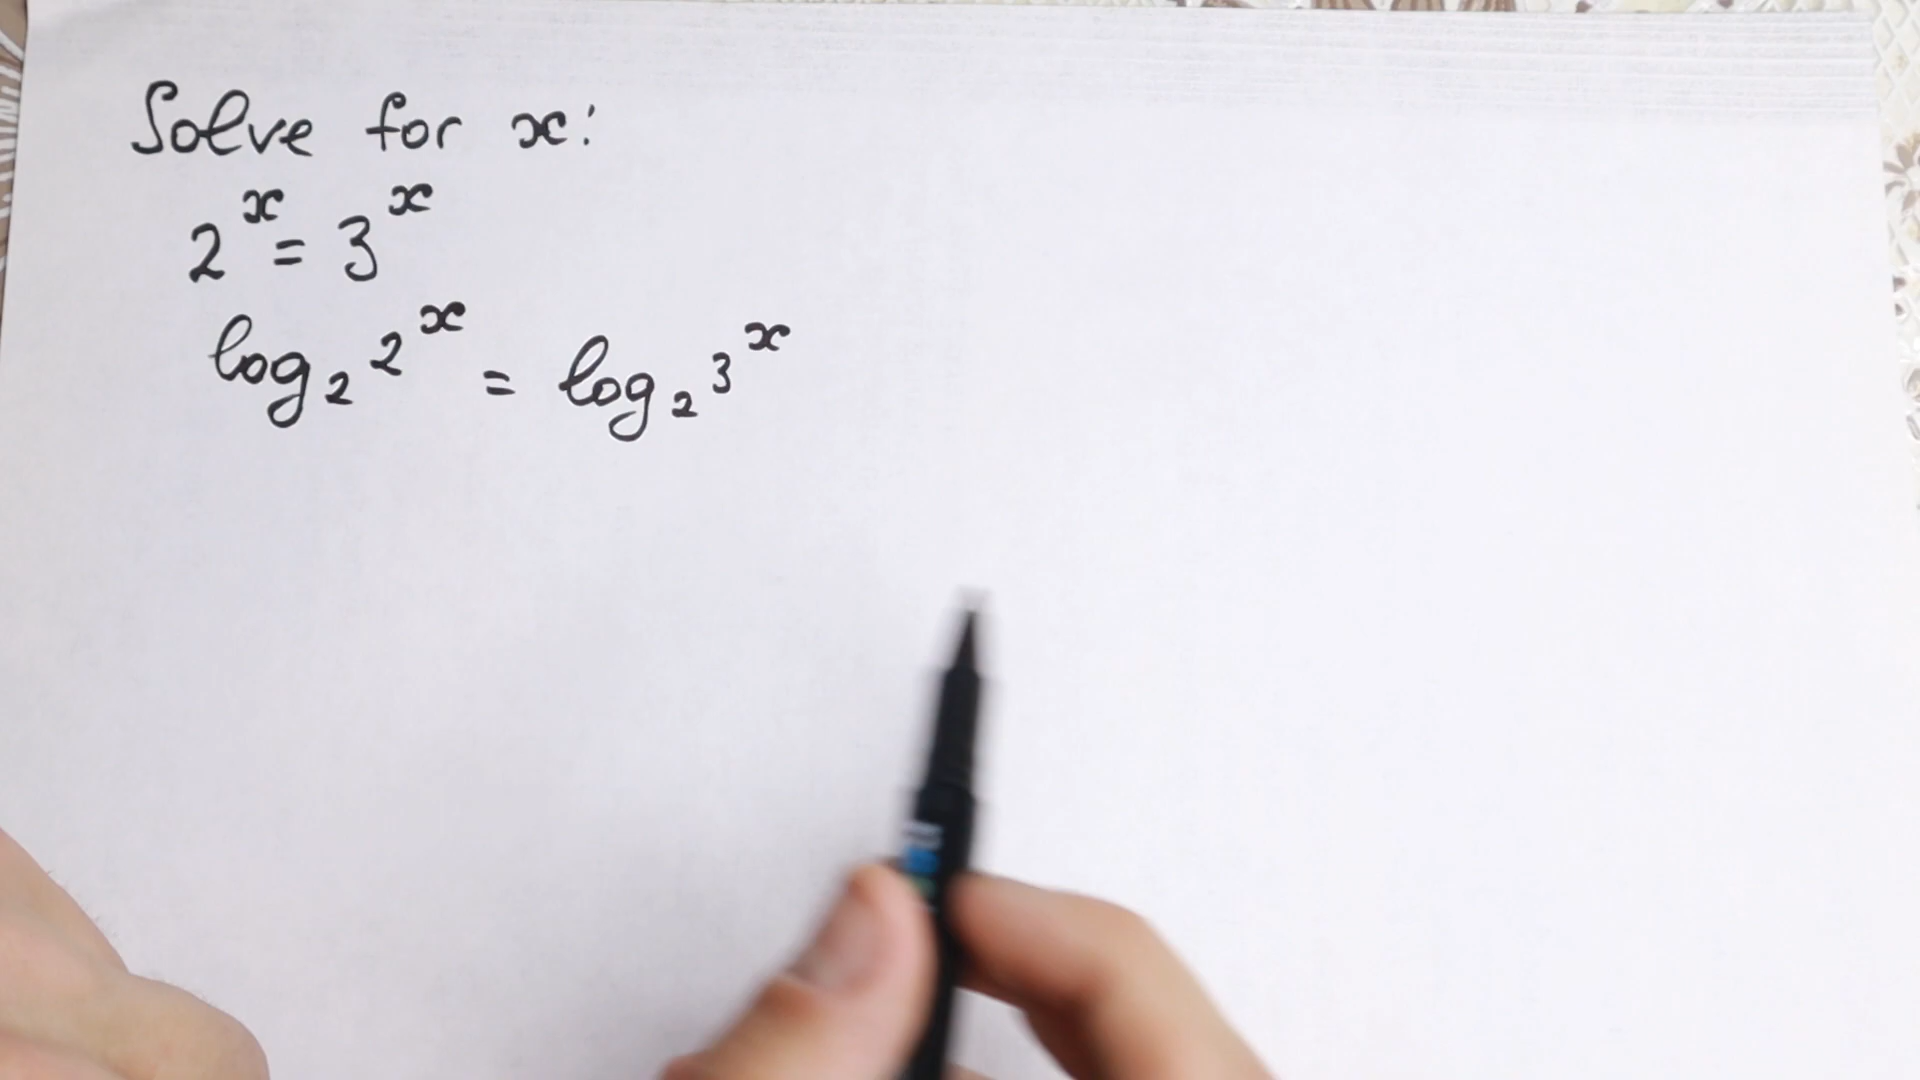 Solve for x:
2^x = 3^x
log₂ 2^x = log₂ 3^x